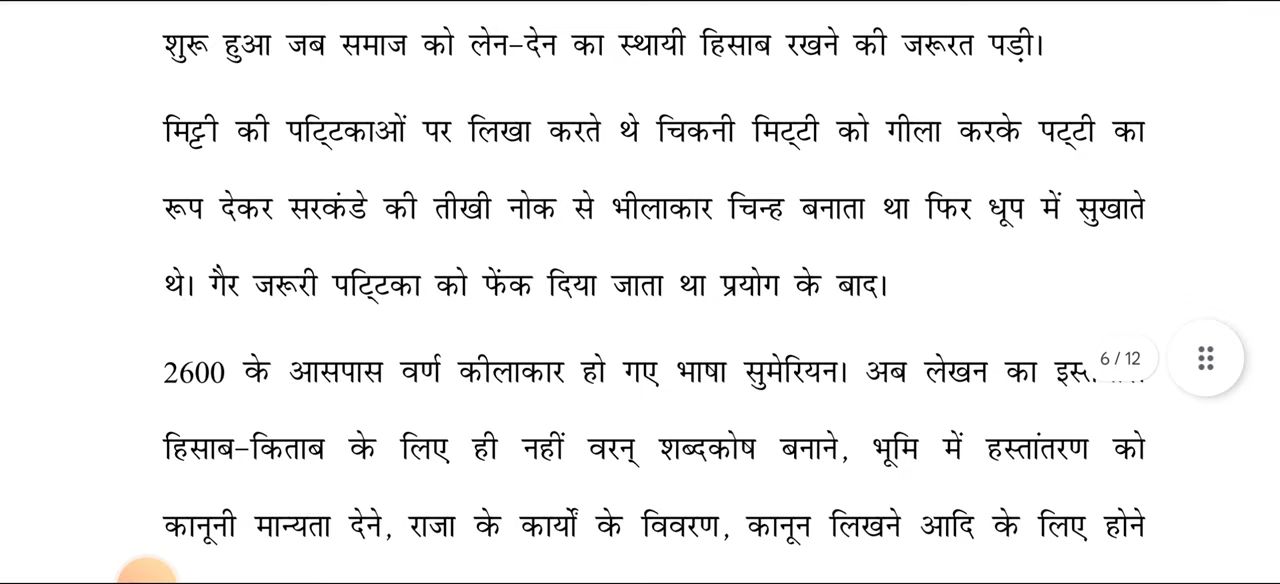 शुरू हुआ जब समाज को लेन-देन का स्थायी हिसाब रखने की जरूरत पड़ी।
मिट्टी की पटि्टकाओं पर लिखा करते थे चिकनी मिट्‌टी को गीला करके पट्‌टी का
रूप देकर सरकंडे की तीखी नोक से भीलाकार चिन्ह बनाता था फिर धूप में सुखाते
थे। गैर जरूरी पटि्टका को फेंक दिया जाता था प्रयोग के बाद।
2600 के आसपास वर्ण कीलाकार हो गए भाषा सुमेरियन। अब लेखन का
6 / 12
हिसाब-किताब के लिए ही नहीं वरन् शब्दकोष बनाने, भूमि में हस्तांतरण को
कानूनी मान्यता देने, राजा के कार्यों के विवरण, कानून लिखने आदि के लिए होने